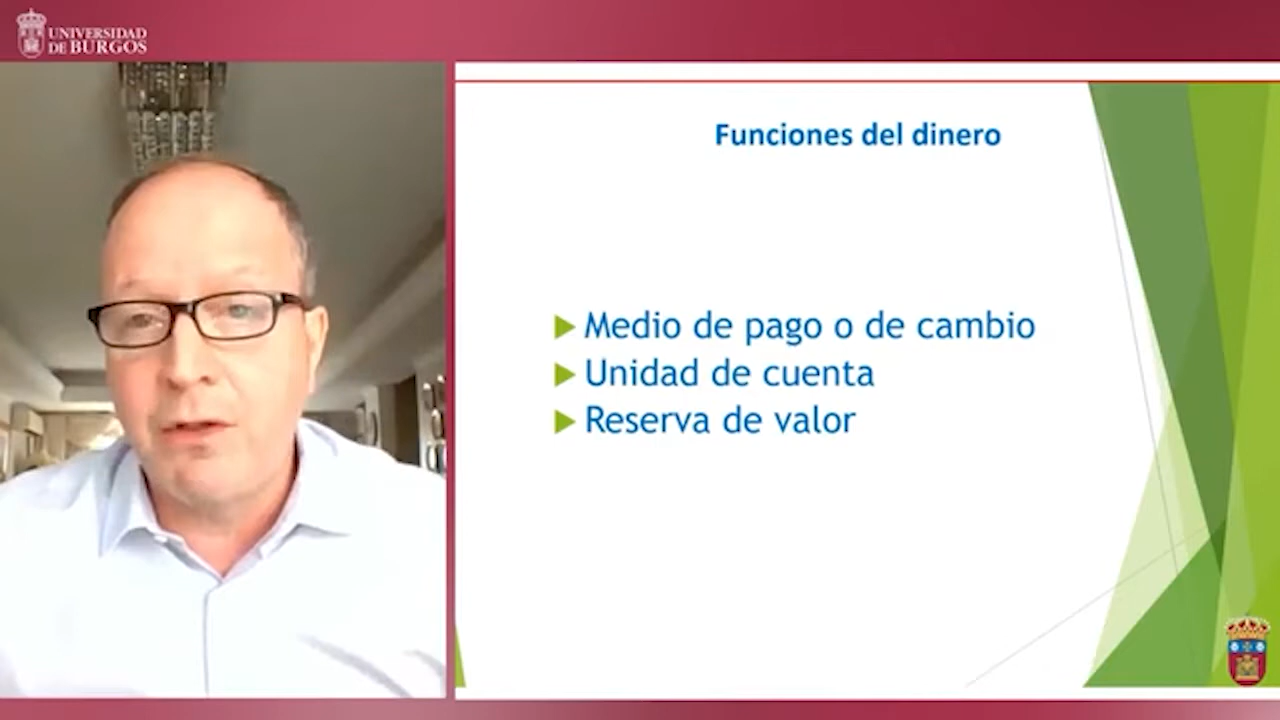 UNIVERSIDAD
DE BURGOS
Funciones del dinero
Medio de pago o de cambio
Unidad de cuenta
Reserva de valor